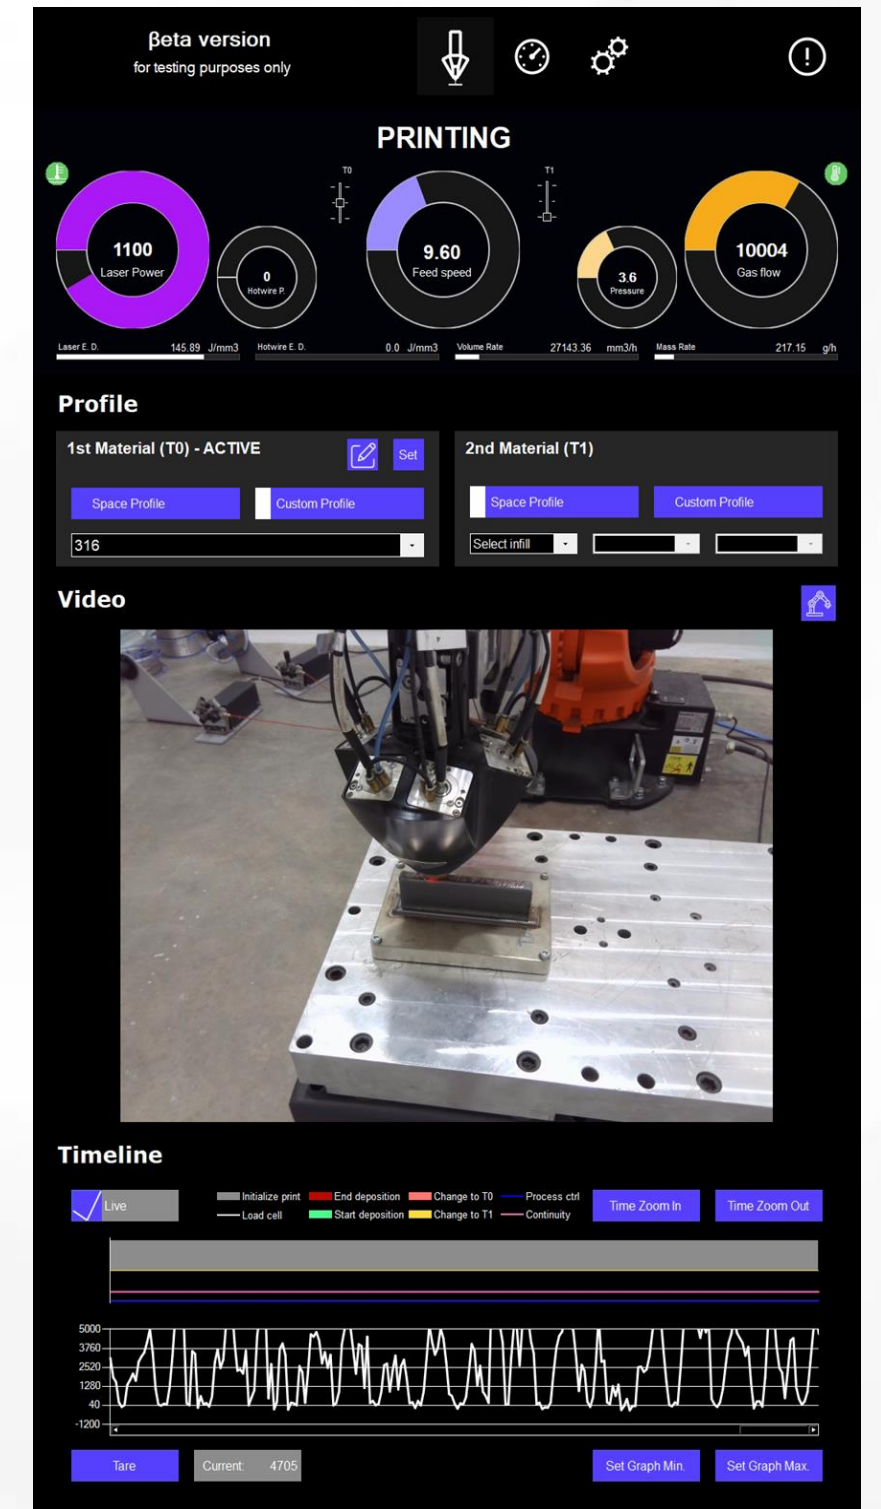 βeta version
for testing purposes only
PRINTING
T0
T1
1100
Laser Power
0
Hotwire P.
9.60
Feed speed
3.6
Pressure
10004
Gas flow
Laser E. D. 145.89 J/mm3
Hotwire E. D. 0.0 J/mm3
Volume Rate 27143.36 mm3/h
Mass Rate 217.15 g/h
Profile
1st Material (T0) - ACTIVE
Set
Space Profile
Custom Profile
316
2nd Material (T1)
Space Profile
Custom Profile
Select infill
Video
Timeline
Live
Initialize print
End deposition
Change to T0
Process ctrl
Load cell
Start deposition
Change to T1
Continuity
Time Zoom In
Time Zoom Out
5000
3760
2520
1280
40
-1200
Tare
Current: 4705
Set Graph Min.
Set Graph Max.